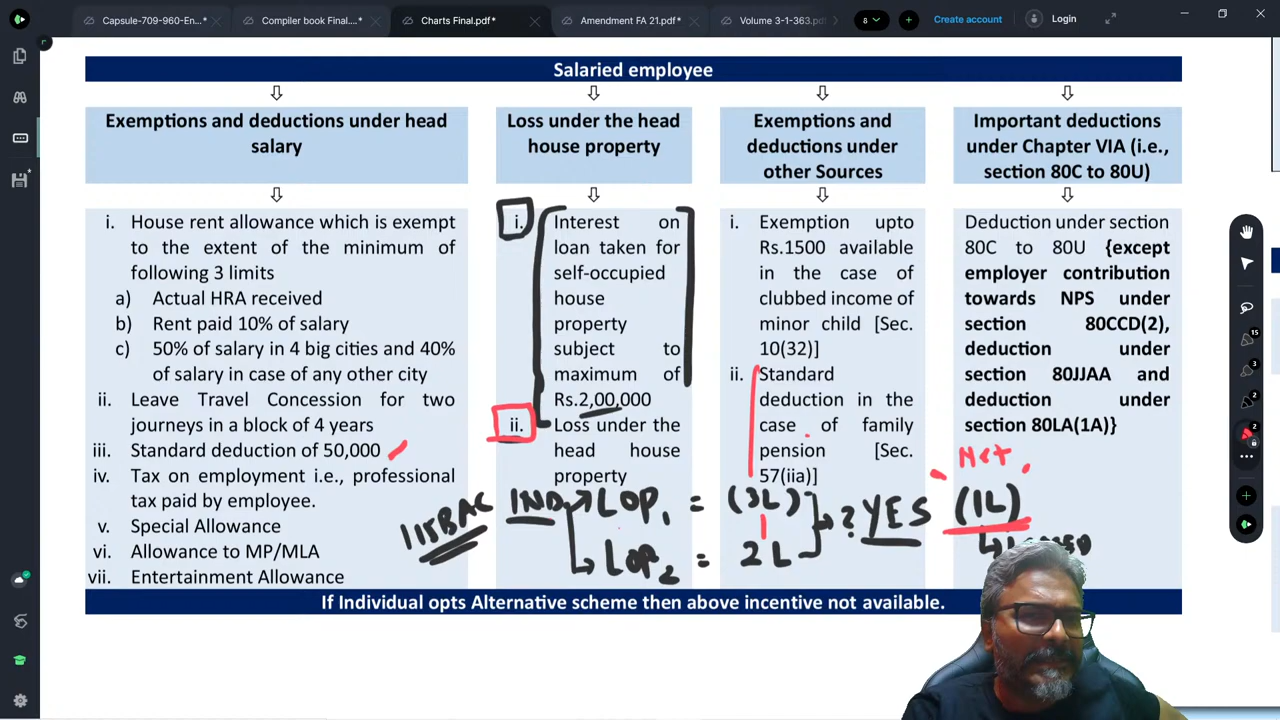 Capsule-709-960-En...*
Compiler book Final....*
Charts Final.pdf*
Amendment FA 21.pdf*
Volume 3-1-363.pd
8
Create account
Login
Salaried employee
Exemptions and deductions under head
salary
i. House rent allowance which is exempt
to the extent of the minimum of
following 3 limits
a) Actual HRA received
b) Rent paid 10% of salary
c) 50% of salary in 4 big cities and 40%
of salary in case of any other city
ii. Leave Travel Concession for two
journeys in a block of 4 years
iii. Standard deduction of 50,000
iv. Tax on employment i.e., professional
tax paid by employee.
v. Special Allowance
vi. Allowance to MP/MLA
vii. Entertainment Allowance
Loss under the head
house property
i. Interest on
loan taken for
self-occupied
house
property
subject to
maximum of
Rs.2,00,000
ii. Loss under the
head house
property
Exemptions and
deductions under
other Sources
i. Exemption upto
Rs.1500 available
in the case of
clubbed income of
minor child [Sec.
10(32)]
ii. Standard
deduction in the
case of family
pension [Sec.
57(iia)]
Important deductions
under Chapter VIA (i.e.,
section 80C to 80U)
Deduction under section
80C to 80U {except
employer contribution
towards NPS under
section 80CCD(2),
deduction under
section 80JJAA and
deduction under
section 80LA(1A)}
Net
115BAC IND LOP1 = (3L) ? YES (1L)
LOP2 = 2L
If Individual opts Alternative scheme then above incentive not available.
15
3
2
2